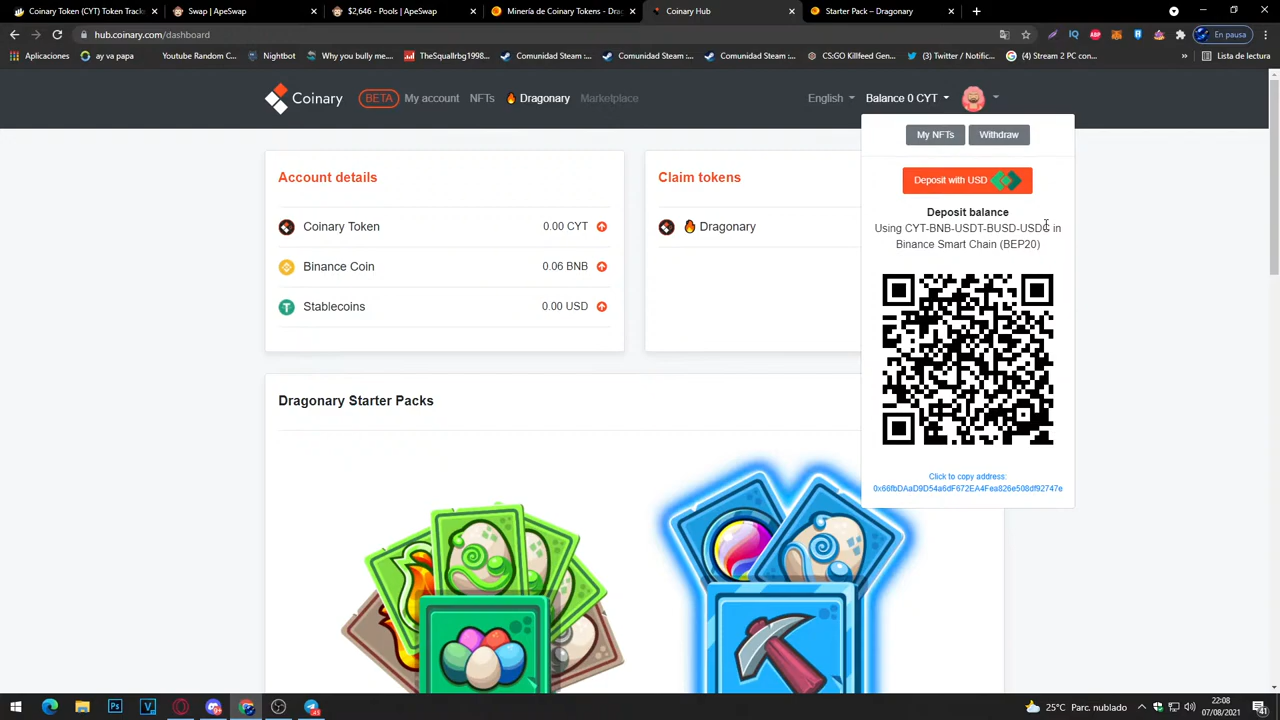 Coinary Token (CYT) Token Track
Swap | ApeSwap
$2,646 - Pools | ApeSwap
Minería de Coinary Tokens - Drag
Coinary Hub
Starter Pack – Dragonary
hub.coinary.com/dashboard
En pausa
Aplicaciones
ay va papa
YouTube Random C...
Nightbot
Why you bully me....
TheSquallrbg1998...
Comunidad Steam :...
Comunidad Steam :...
Comunidad Steam :...
CS:GO Killfeed Gen...
(3) Twitter / Notific...
(4) Stream 2 PC con...
»
Lista de lectura
Coinary
BETA
My account
NFTs
Dragonary
Marketplace
English
Balance 0 CYT
My NFTs
Withdraw
Deposit with USD
Deposit balance
Using CYT-BNB-USDT-BUSD-USDC in
Binance Smart Chain (BEP20)
Click to copy address:
Account details
Coinary Token
0.00 CYT
Binance Coin
0.06 BNB
Stablecoins
0.00 USD
Claim tokens
Dragonary
Dragonary Starter Packs
25°C Parc. nublado
22:08
07/08/2021